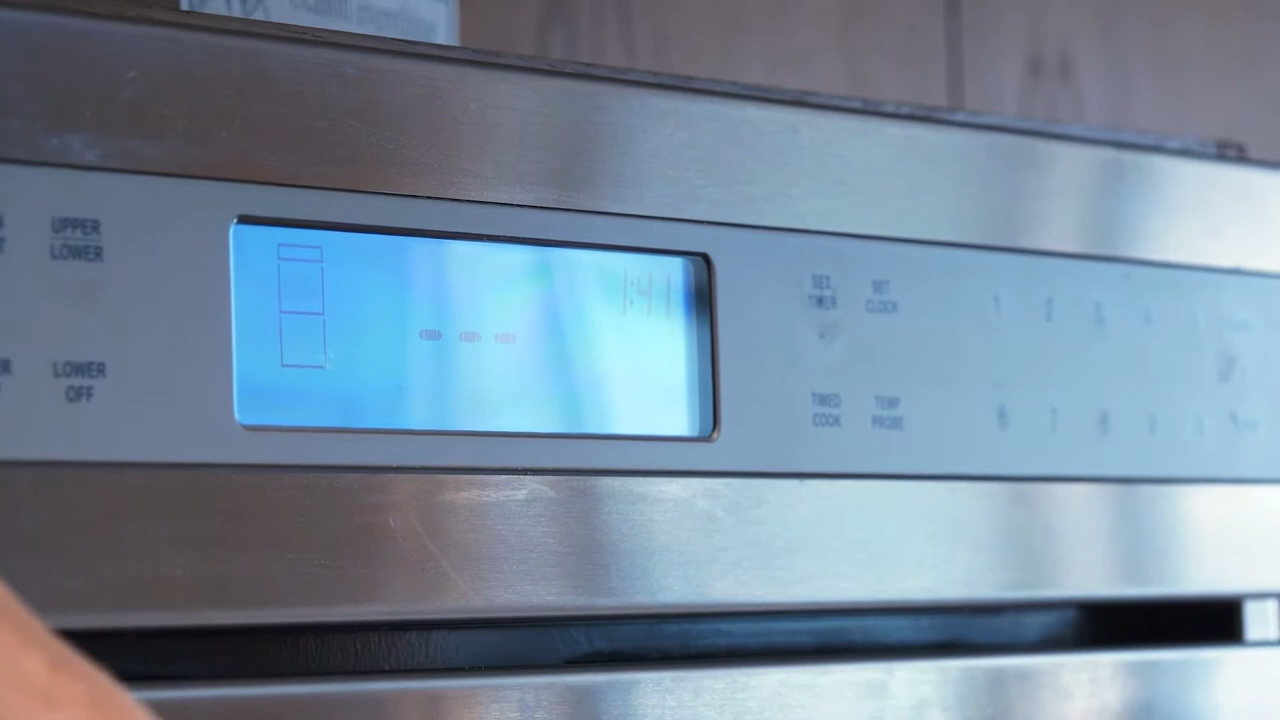 UPPER
LOWER
LOWER
OFF
1:41
SET
TIMER
SET
CLOCK
TIMED
COOK
TEMP
PROBE
1 2
6 7 8